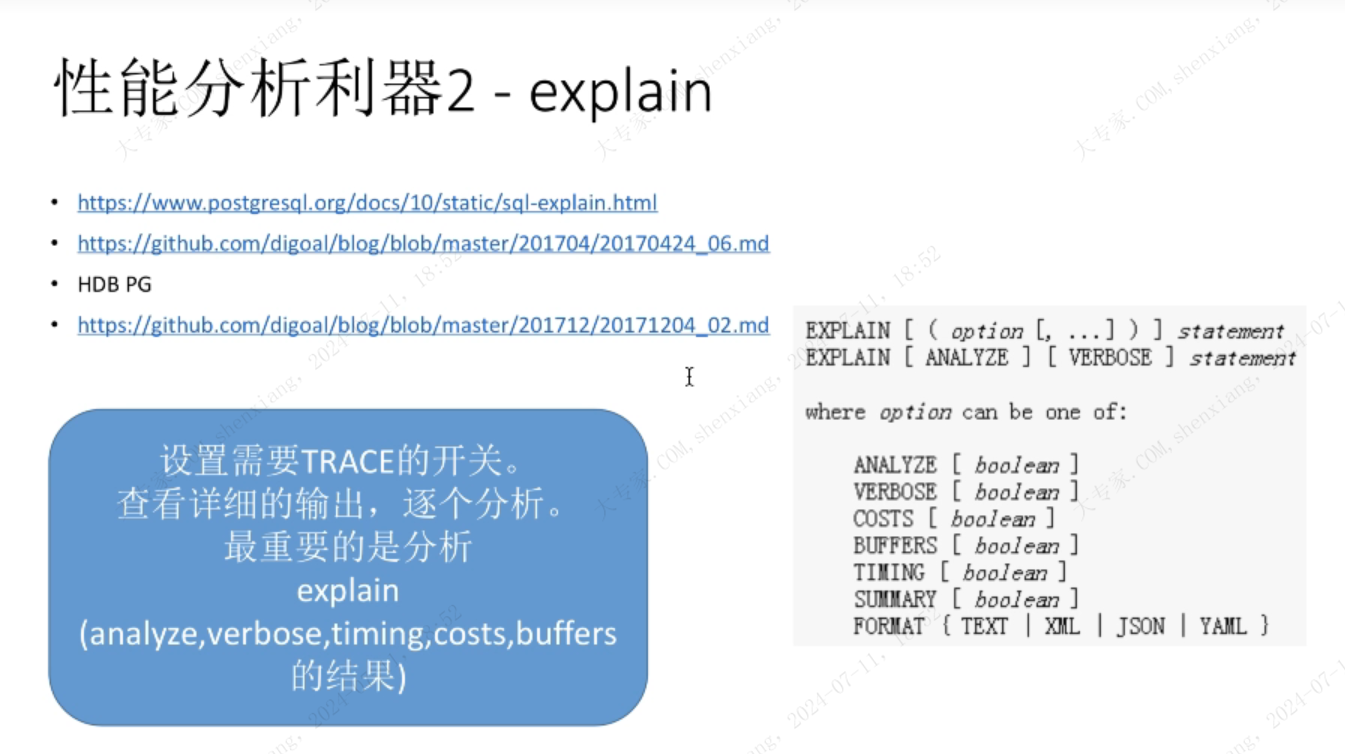 性能分析利器2 - explain
• https://www.postgresql.org/docs/10/static/sql-explain.html
• https://github.com/digoal/blog/blob/master/201704/20170424_06.md
• HDB PG
• https://github.com/digoal/blog/blob/master/201712/20171204_02.md
设置需要TRACE的开关。
查看详细的输出，逐个分析。
最重要的是分析
explain
(analyze,verbose,timing,costs,buffers
的结果)
EXPLAIN [ ( option [, ...] ) ] statement
EXPLAIN [ ANALYZE ] [ VERBOSE ] statement
where option can be one of:
ANALYZE [ boolean ]
VERBOSE [ boolean ]
COSTS [ boolean ]
BUFFERS [ boolean ]
TIMING [ boolean ]
SUMMARY [ boolean ]
FORMAT { TEXT | XML | JSON | YAML }
大专家.COM, shenxiang, 2024-07-11, 18:52